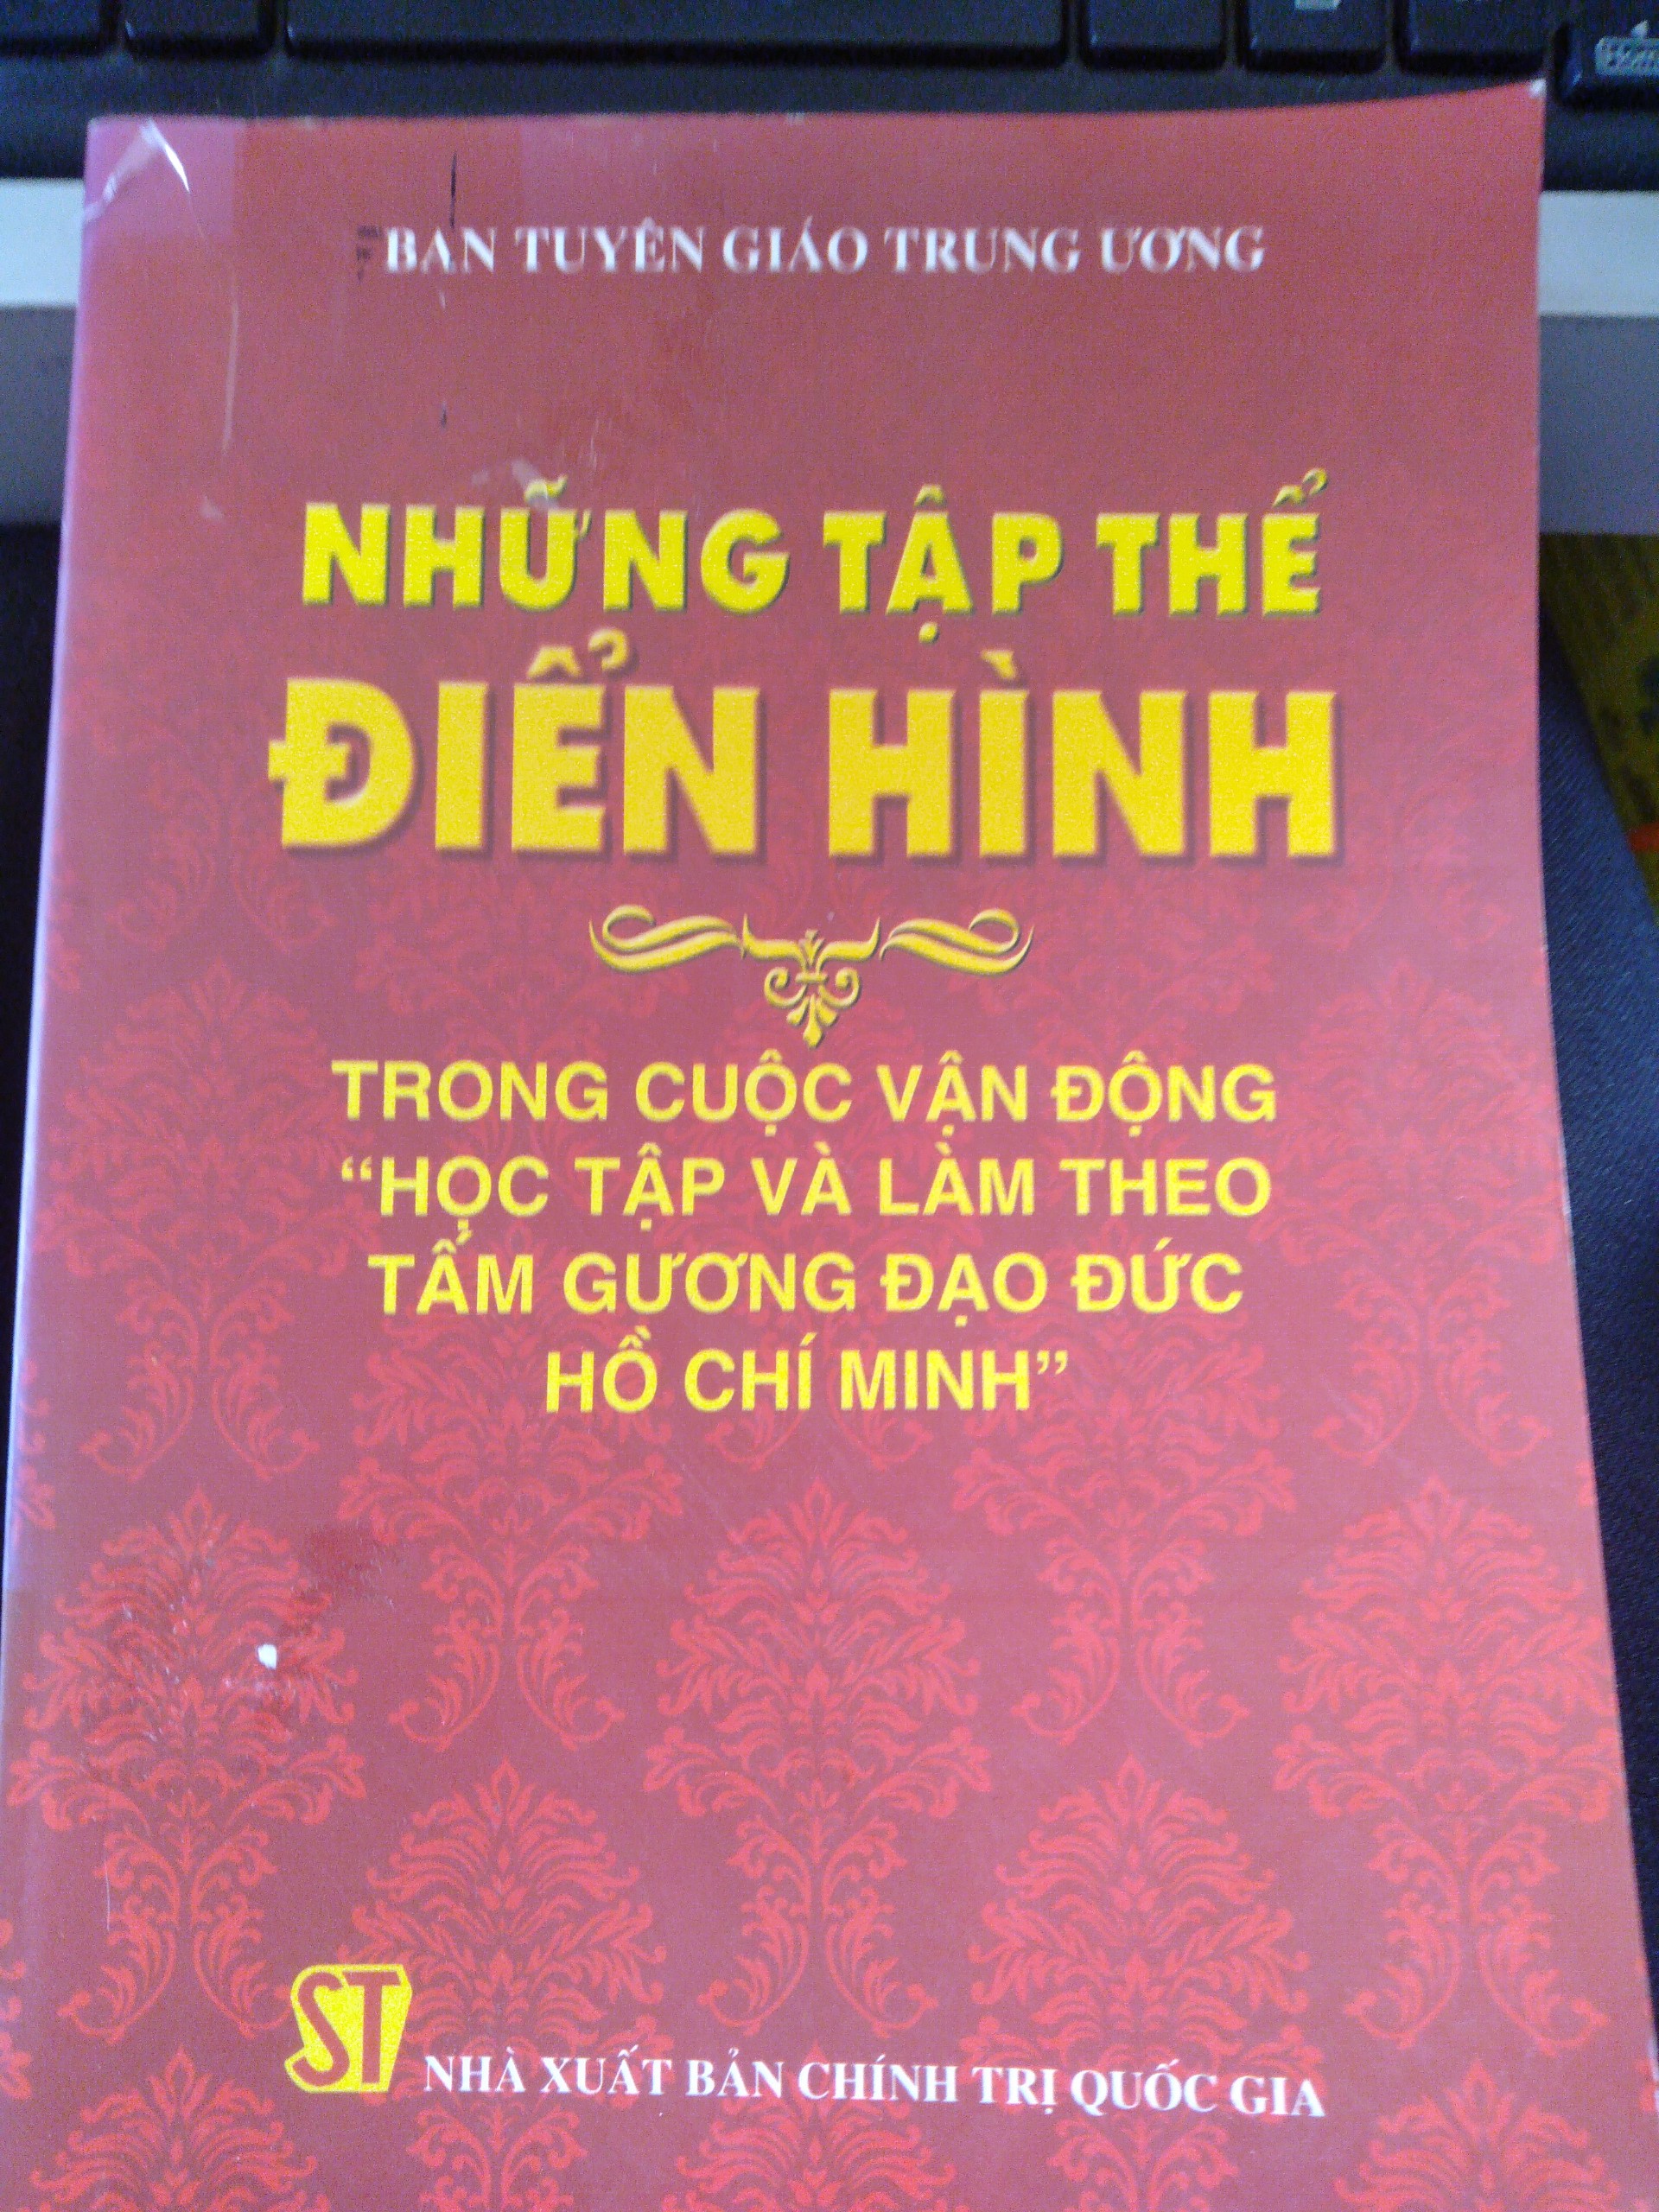 BAN TUYÊN GIÁO TRUNG ƯƠNG
NHỮNG TẬP THỂ
ĐIỂN HÌNH
TRONG CUỘC VẬN ĐỘNG
“HỌC TẬP VÀ LÀM THEO
TẤM GƯƠNG ĐẠO ĐỨC
HỒ CHÍ MINH”
ST
NHÀ XUẤT BẢN CHÍNH TRỊ QUỐC GIA